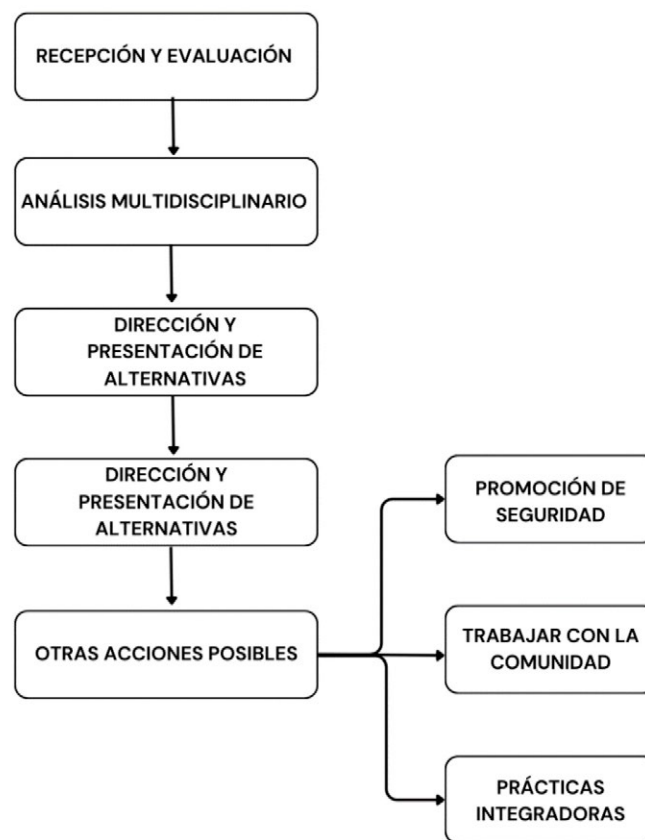 RECEPCIÓN Y EVALUACIÓN
ANÁLISIS MULTIDISCIPLINARIO
DIRECCIÓN Y
PRESENTACIÓN DE
ALTERNATIVAS
DIRECCIÓN Y
PRESENTACIÓN DE
ALTERNATIVAS
OTRAS ACCIONES POSIBLES
PROMOCIÓN DE
SEGURIDAD
TRABAJAR CON LA
COMUNIDAD
PRÁCTICAS
INTEGRADORAS